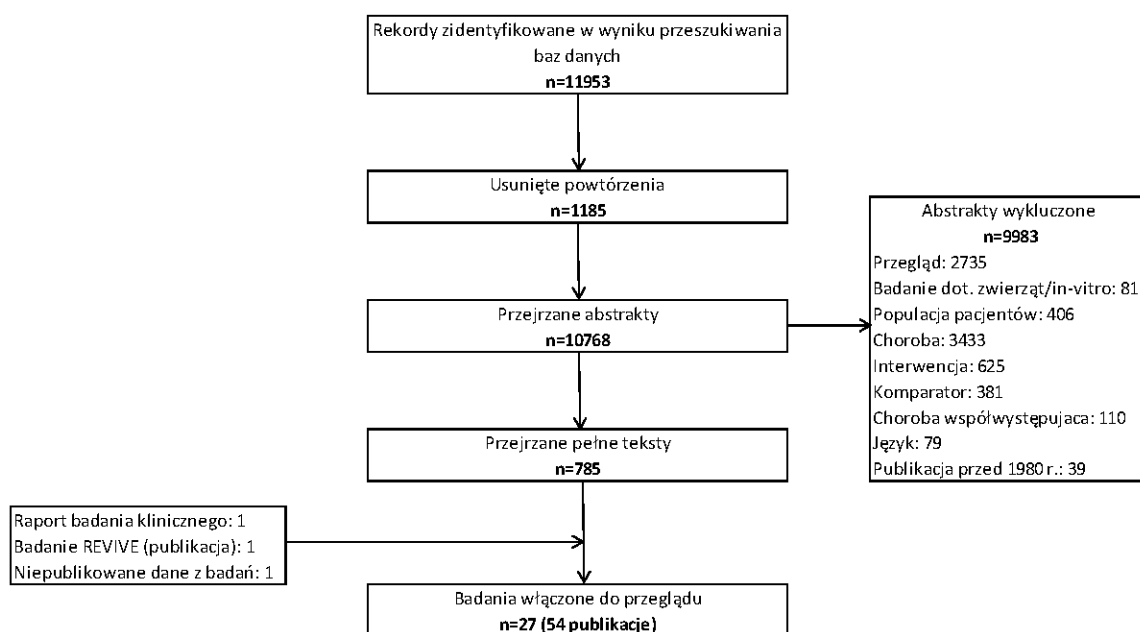 Rekordy zidentyfikowane w wyniku przeszukiwania
baz danych
n=11953
Usunięte powtórzenia
n=1185
Abstrakty wykluczone
n=9983
Przegląd: 2735
Badanie dot. zwierząt/in-vitro: 81
Populacja pacjentów: 406
Choroba: 3433
Interwencja: 625
Komparator: 381
Choroba współwystępujaca: 110
Język: 79
Publikacja przed 1980 r.: 39
Przejrzane abstrakty
n=10768
Przejrzane pełne teksty
n=785
Raport badania klinicznego: 1
Badanie REVIVE (publikacja): 1
Niepublikowane dane z badań: 1
Badania włączone do przeglądu
n=27 (54 publikacje)